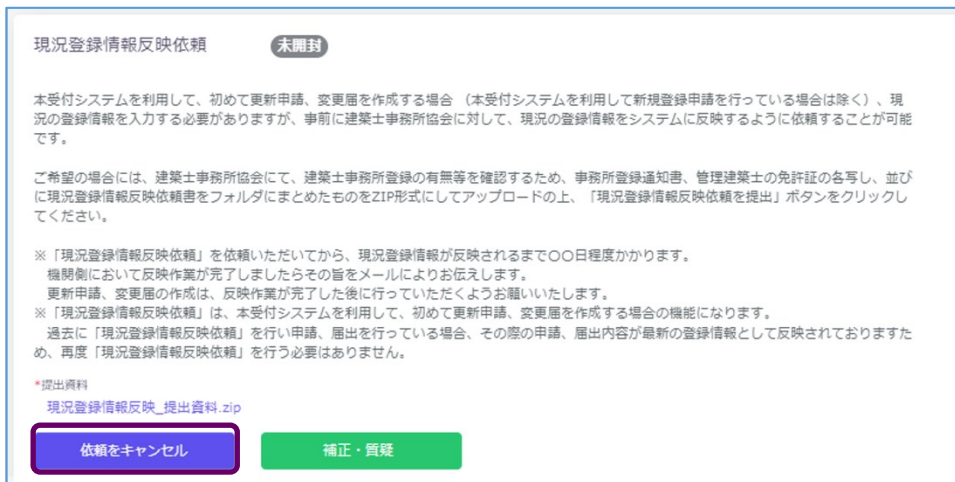 現況登録情報反映依頼 未開封
本受付システムを利用して、初めて更新申請、変更届を作成する場合 （本受付システムを利用して新規登録申請を行っている場合は除く）、現
況の登録情報を入力する必要がありますが、事前に建築士事務所協会に対して、現況の登録情報をシステムに反映するように依頼することが可能
です。
ご希望の場合には、建築士事務所協会にて、建築士事務所登録の有無等を確認するため、事務所登録通知書、管理建築士の免許証の各写し、並び
に現況登録情報反映依頼書をフォルダにまとめたものをZIP形式にしてアップロードの上、「現況登録情報反映依頼を提出」ボタンをクリックし
てください。
※「現況登録情報反映依頼」を依頼いただいてから、現況登録情報が反映されるまで〇〇日程度かかります。
機関側において反映作業が完了しましたらその旨をメールによりお伝えします。
更新申請、変更届の作成は、反映作業が完了した後に行っていただくようお願いいたします。
※「現況登録情報反映依頼」は、本受付システムを利用して、初めて更新申請、変更届を作成する場合の機能になります。
過去に「現況登録情報反映依頼」を行い申請、届出を行っている場合、その際の申請、届出内容が最新の登録情報として反映されておりますた
め、再度「現況登録情報反映依頼」を行う必要はありません。
*提出資料
現況登録情報反映_提出資料.zip
依頼をキャンセル 補正・質疑